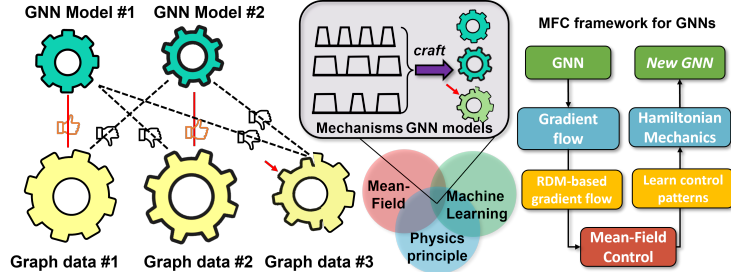 GNN Model #1
GNN Model #2
Graph data #1
Graph data #2
Graph data #3
craft
Mechanisms
GNN models
Mean-
Field
Machine
Learning
Physics
principle
MFC framework for GNNs
GNN
Gradient
flow
RDM-based
gradient flow
Mean-Field
Control
Learn control
patterns
Hamiltonian
Mechanics
New GNN